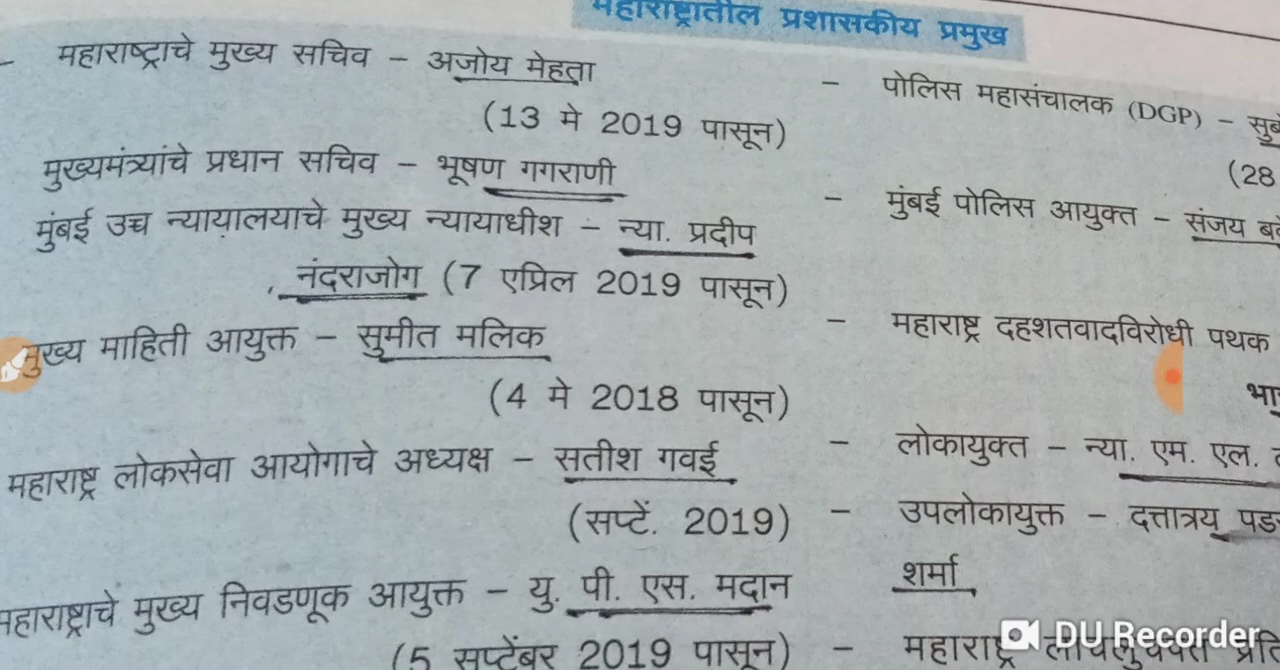 महाराष्ट्रातील प्रशासकीय प्रमुख
महाराष्ट्राचे मुख्य सचिव – अजोय मेहता
(13 मे 2019 पासून)
मुख्यमंत्र्यांचे प्रधान सचिव – भूषण गगराणी
मुंबई उच्च न्यायालयाचे मुख्य न्यायाधीश – न्या. प्रदीप
नंदराजोग (7 एप्रिल 2019 पासून)
मुख्य माहिती आयुक्त – सुमीत मलिक
(4 मे 2018 पासून)
महाराष्ट्र लोकसेवा आयोगाचे अध्यक्ष – सतीश गवई
(सप्टें. 2019)
महाराष्ट्राचे मुख्य निवडणूक आयुक्त – यु. पी. एस. मदान
(5 सप्टेंबर 2019 पासून)
– पोलिस महासंचालक (DGP) –
(28
– मुंबई पोलिस आयुक्त – संजय
– महाराष्ट्र दहशतवादविरोधी पथक
– लोकायुक्त – न्या. एम. एल.
– उपलोकायुक्त – दत्तात्रय
शर्मा
– महाराष्ट्र
DU Recorder